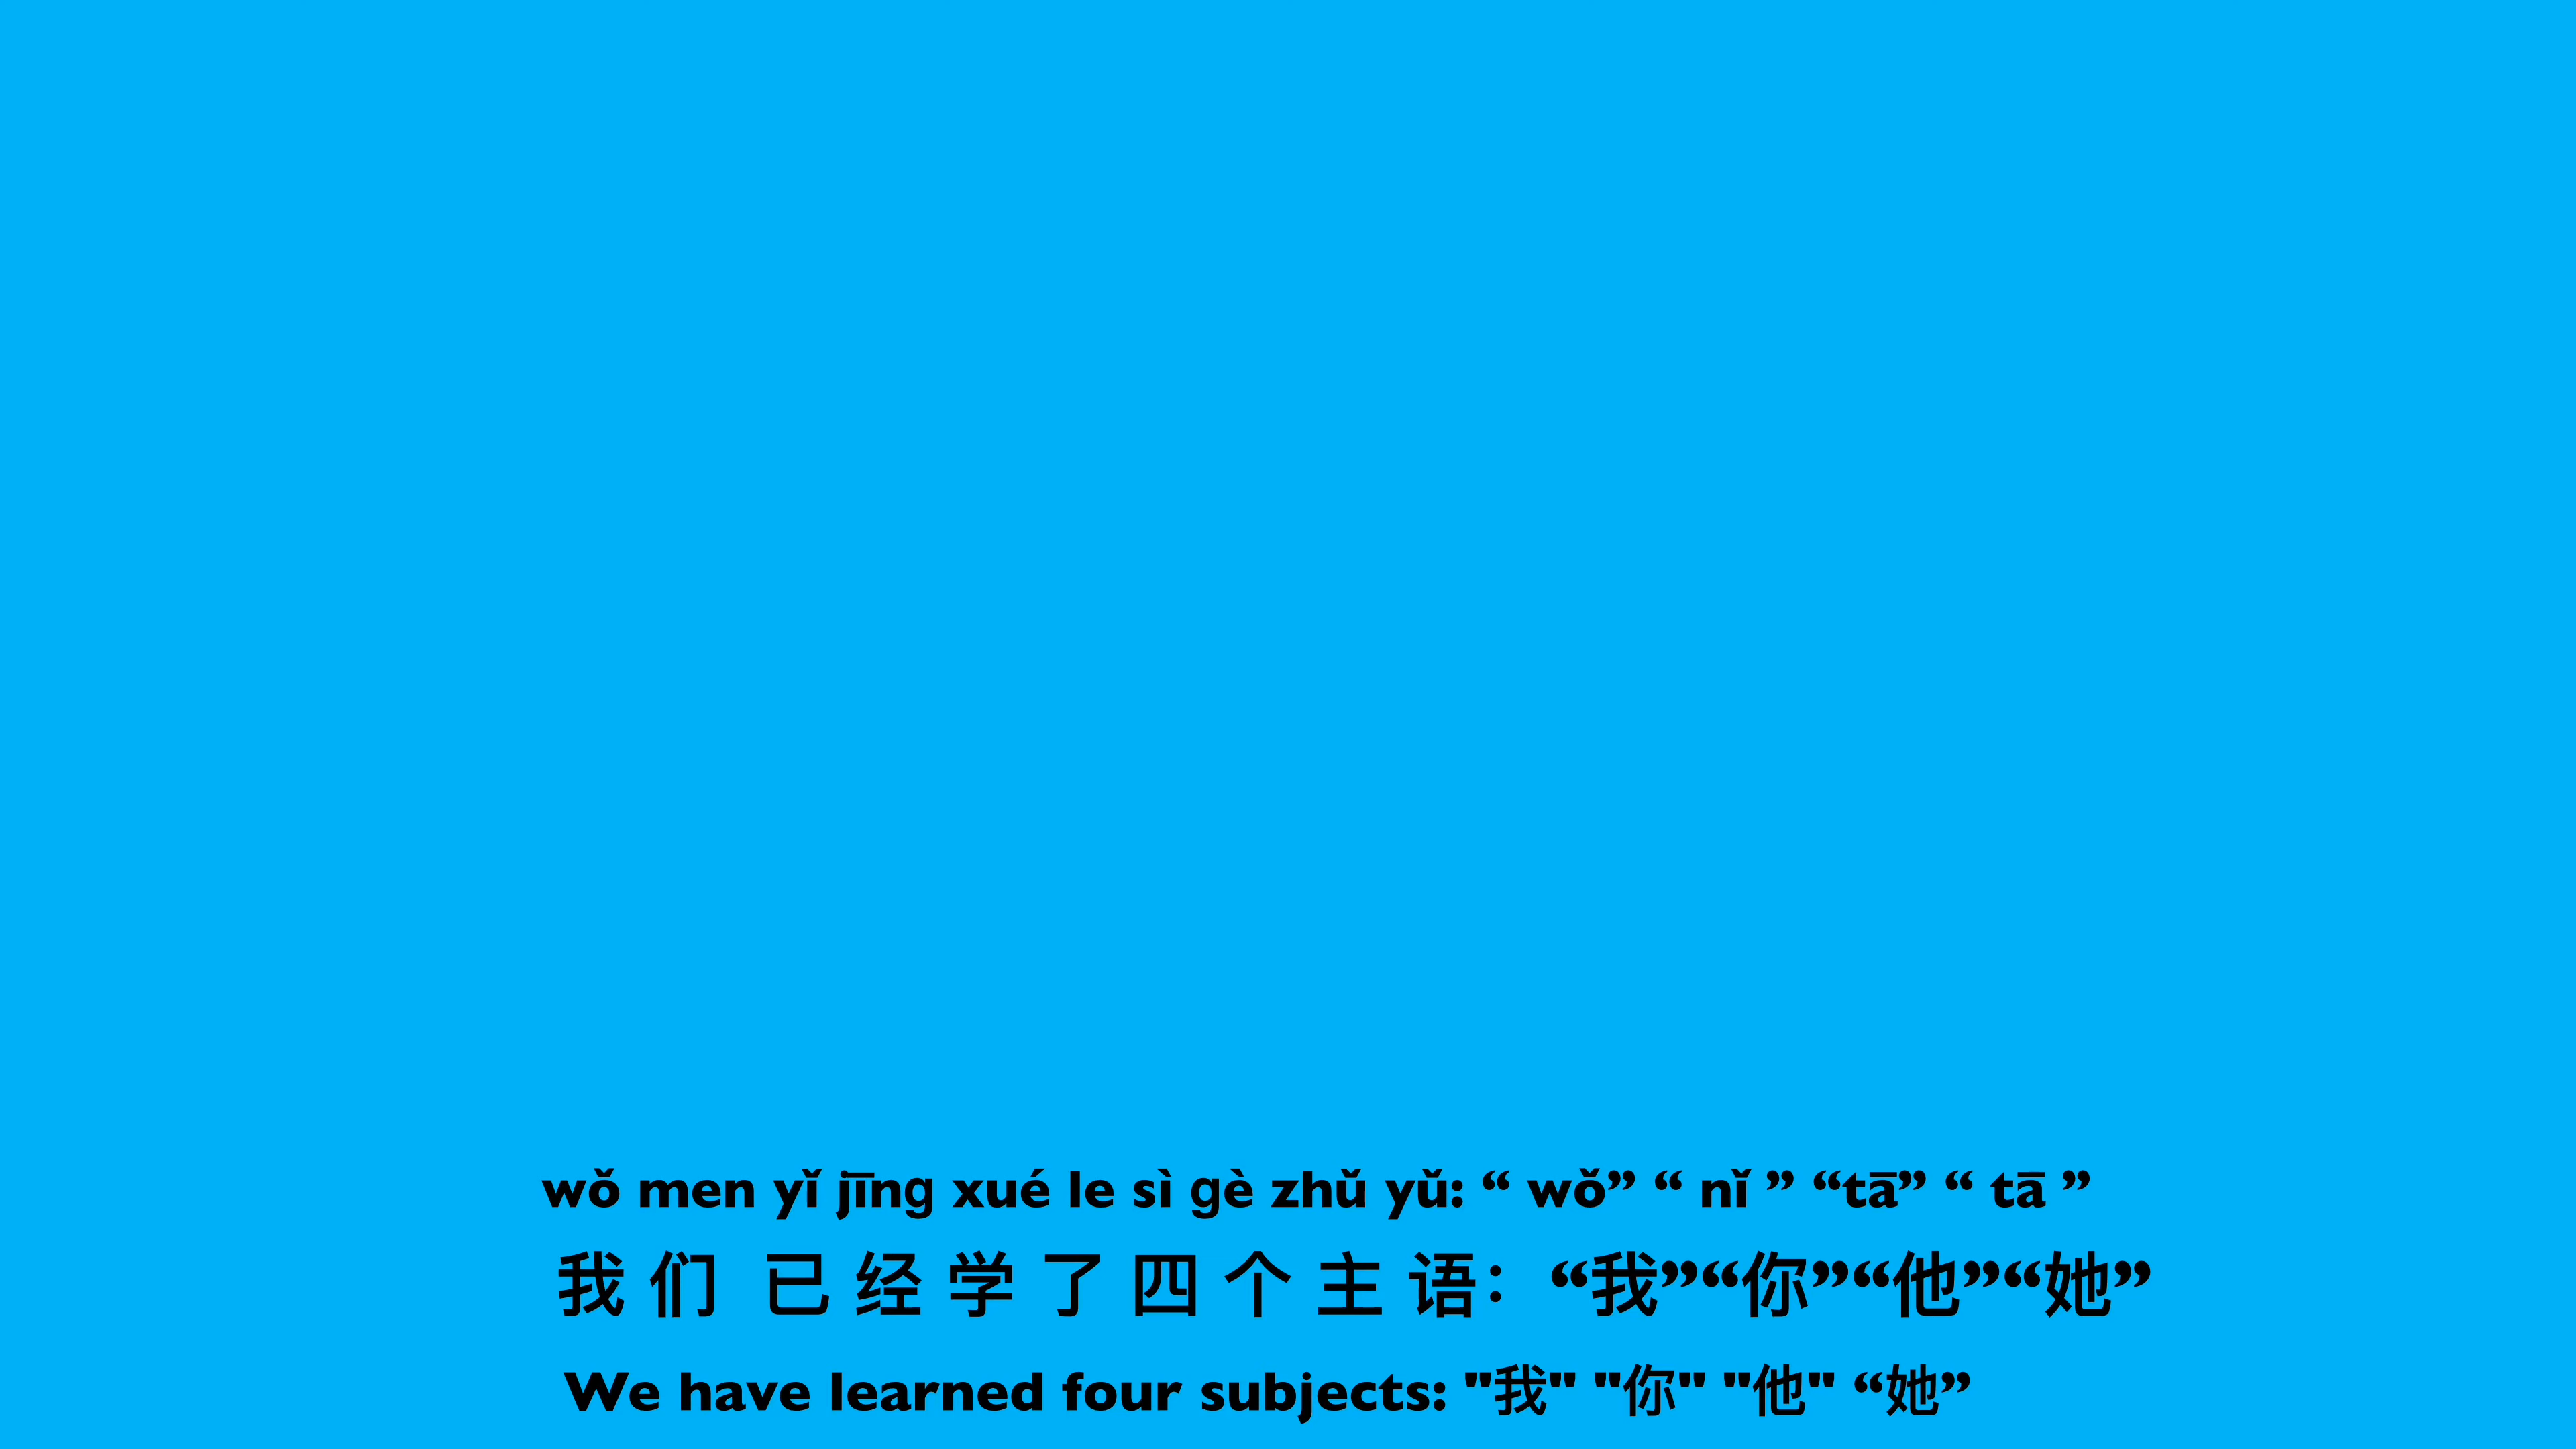 wǒ men yǐ jīng xué le sì gè zhǔ yǔ: “ wǒ” “ nǐ ” “tā” “ tā ”
我 们 已 经 学 了 四 个 主 语：“我”“你”“他”“她”
We have learned four subjects: "我" "你" "他" “她”